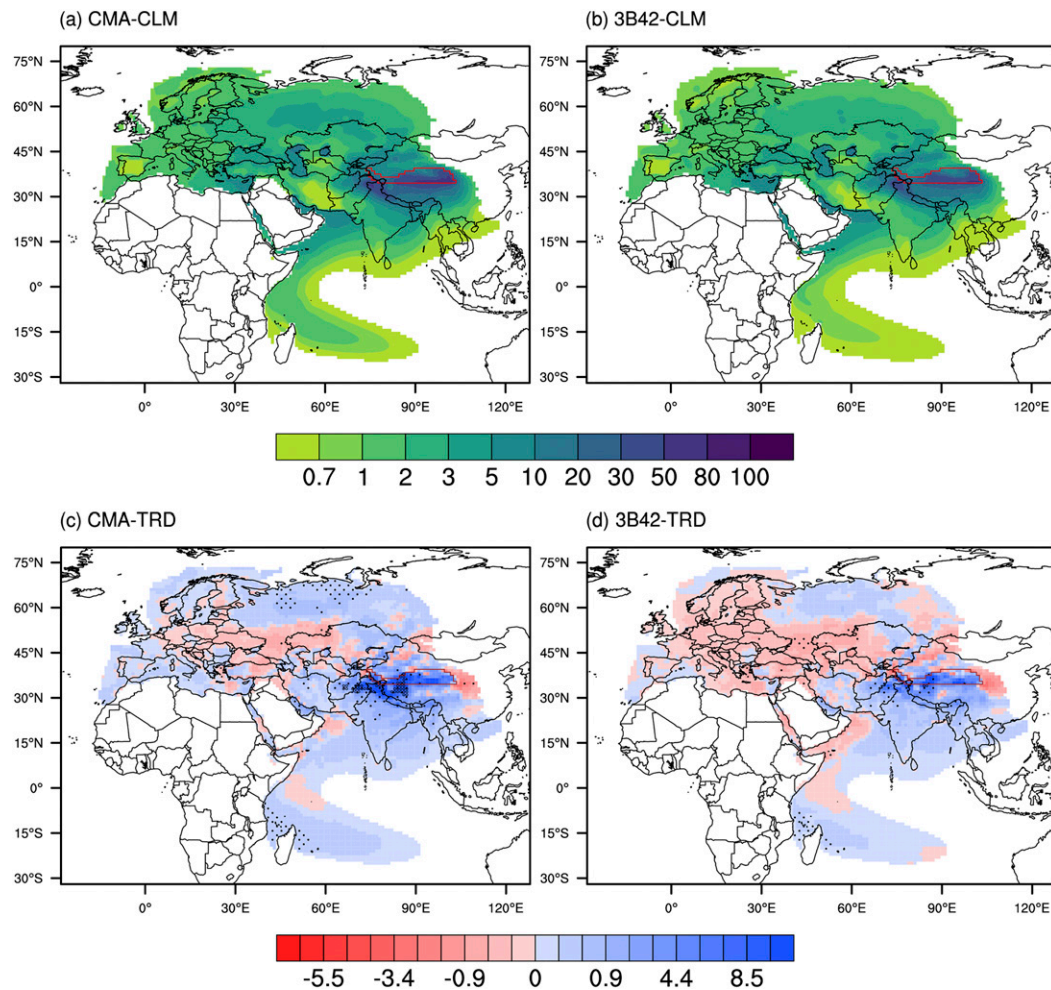 (a) CMA-CLM
(b) 3B42-CLM
75°N
60°N
45°N
30°N
15°N
0°
15°S
30°S
0° 30°E 60°E 90°E 120°E
75°N
60°N
45°N
30°N
15°N
0°
15°S
30°S
0° 30°E 60°E 90°E 120°E
0.7 1 2 3 5 10 20 30 50 80 100
(c) CMA-TRD
(d) 3B42-TRD
75°N
60°N
45°N
30°N
15°N
0°
15°S
30°S
0° 30°E 60°E 90°E 120°E
75°N
60°N
45°N
30°N
15°N
0°
15°S
30°S
0° 30°E 60°E 90°E 120°E
-5.5 -3.4 -0.9 0 0.9 4.4 8.5